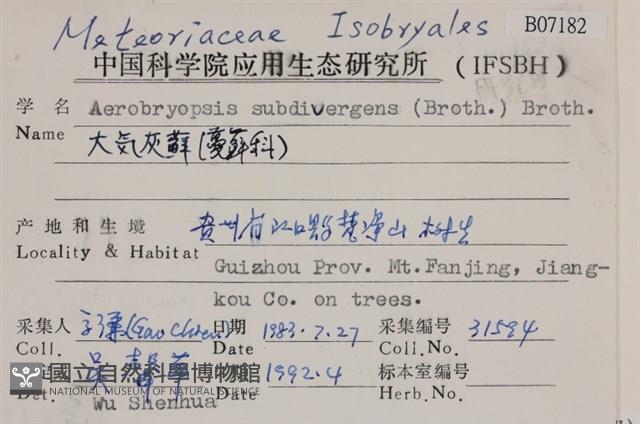 Meteoriaceae Isobryales B07182
中国科学院应用生态研究所 (IFSBH)
学名 Aerobryopsis subdivergens (Broth.) Broth.
Name 大气灰藓(蔓藓科)
产地和生境 贵州省江口县梵净山 树生
Locality & Habitat Guizhou Prov. Mt.Fanjing, Jiang-
kou Co. on trees.
采集人 高谦(Gao Chien) 日期 1983.7.27 采集编号 31594
Coll. Date Coll.No.
1992.4 标本室编号
國立自然科學博物館
NATIONAL MUSEUM OF NATURAL SCIENCE
Det. Wu Shenhua Date Herb.No.